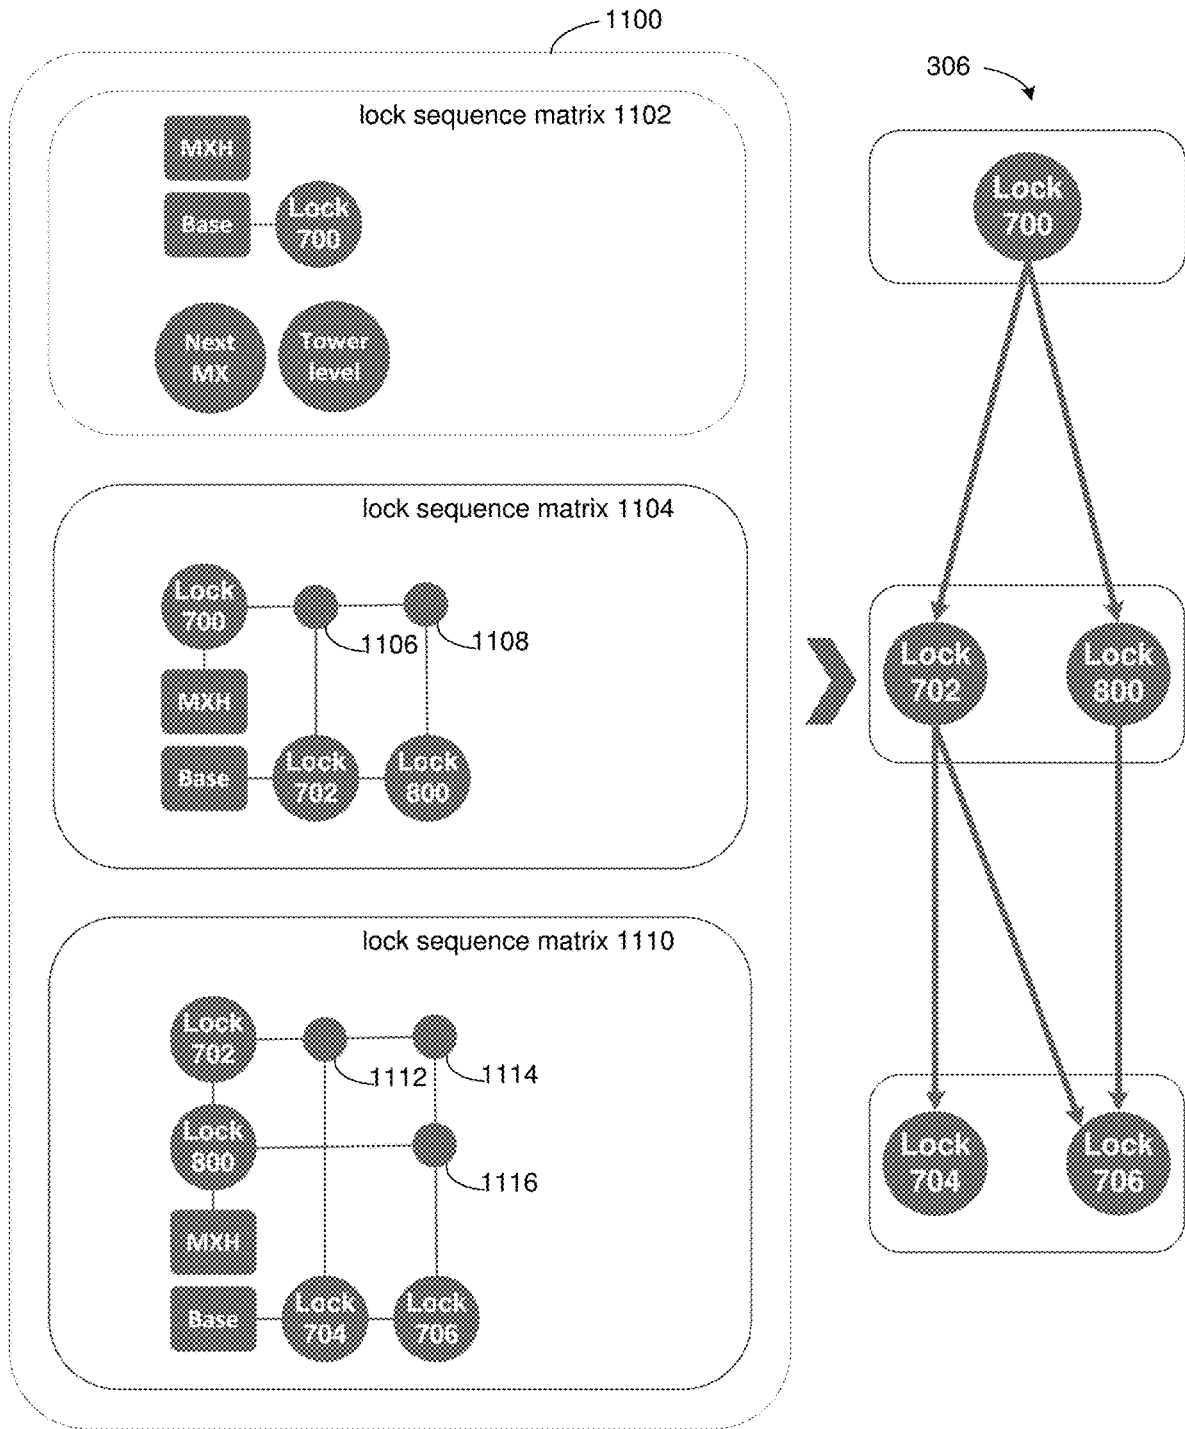 1100
lock sequence matrix 1102
MXH
Base
Lock
700
Next
MX
Tower
level
lock sequence matrix 1104
Lock
700
1106
1108
MXH
Base
Lock
702
Lock
800
lock sequence matrix 1110
Lock
702
1112
1114
Lock
800
1116
MXH
Base
Lock
704
Lock
706
306
Lock
700
Lock
702
Lock
800
Lock
704
Lock
706